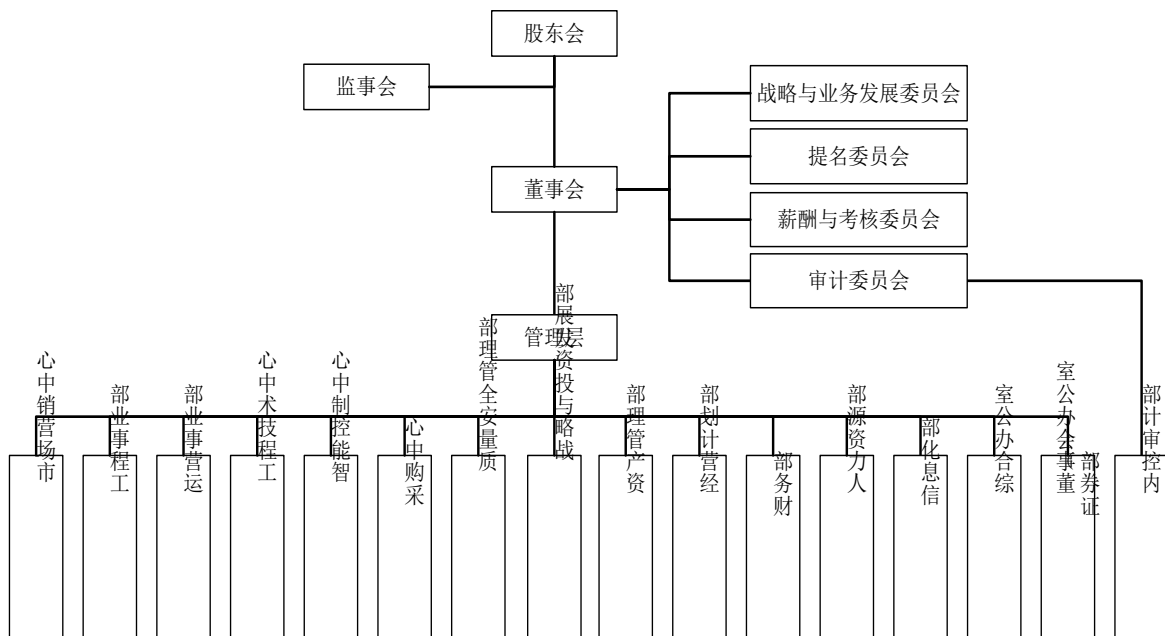 股东会
监事会
战略与业务发展委员会
提名委员会
董事会
薪酬与考核委员会
审计委员会
管理层
市场营销中心
工程事业部
运营事业部
工程技术中心
智能控制中心
采购中心
质量安全管理部
战略与投资发展部
资产管理部
经营计划部
财务部
人力资源部
信息化部
综合办公室
董事会办公室
证券部
内控审计部